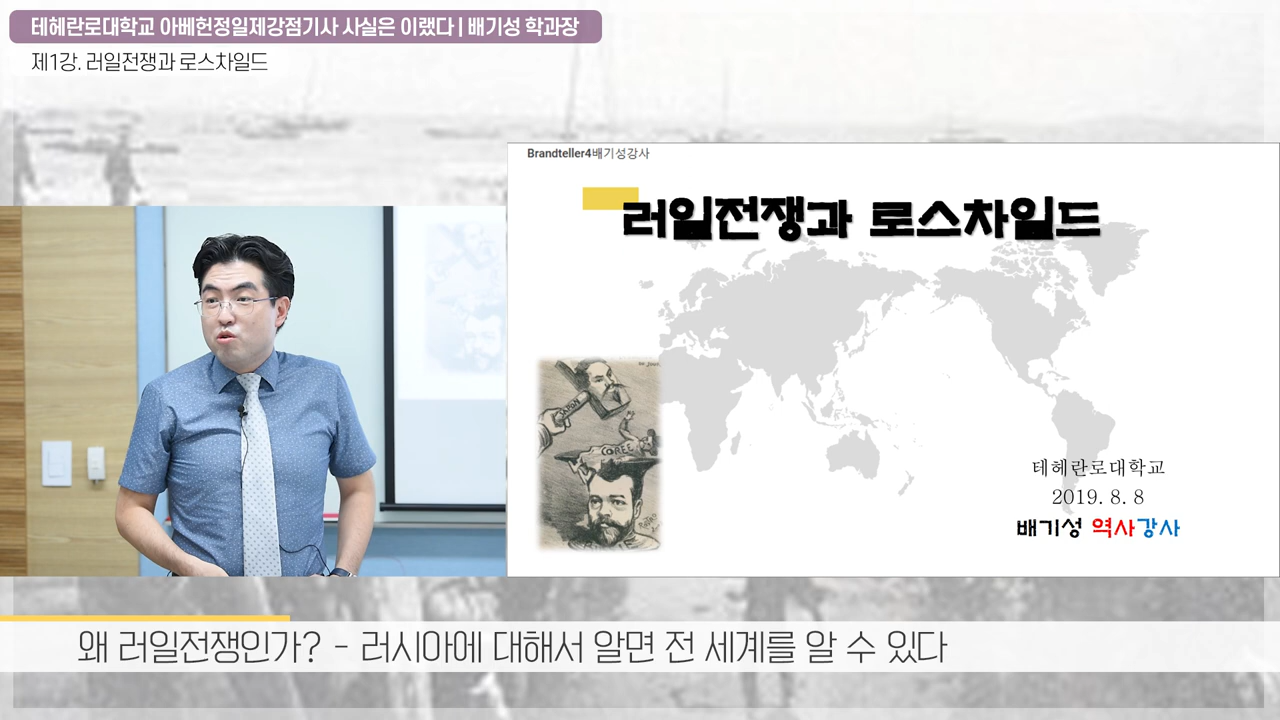 테헤란로대학교 아베헌정일제강점기사 사실은 이랬다 | 배기성 학과장
제1강. 러일전쟁과 로스차일드
Brandteller4배기성강사
러일전쟁과 로스차일드
JAPON
COREE
테헤란로대학교
2019. 8. 8
배기성 역사강사
왜 러일전쟁인가? - 러시아에 대해서 알면 전 세계를 알 수 있다